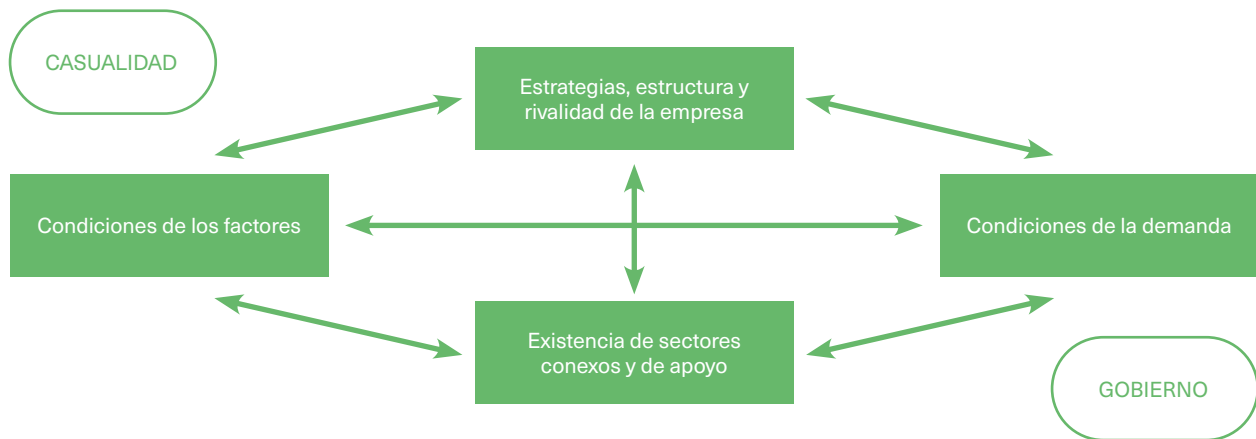 CASUALIDAD
Estrategias, estructura y
rivalidad de la empresa
Condiciones de los factores
Condiciones de la demanda
Existencia de sectores
conexos y de apoyo
GOBIERNO